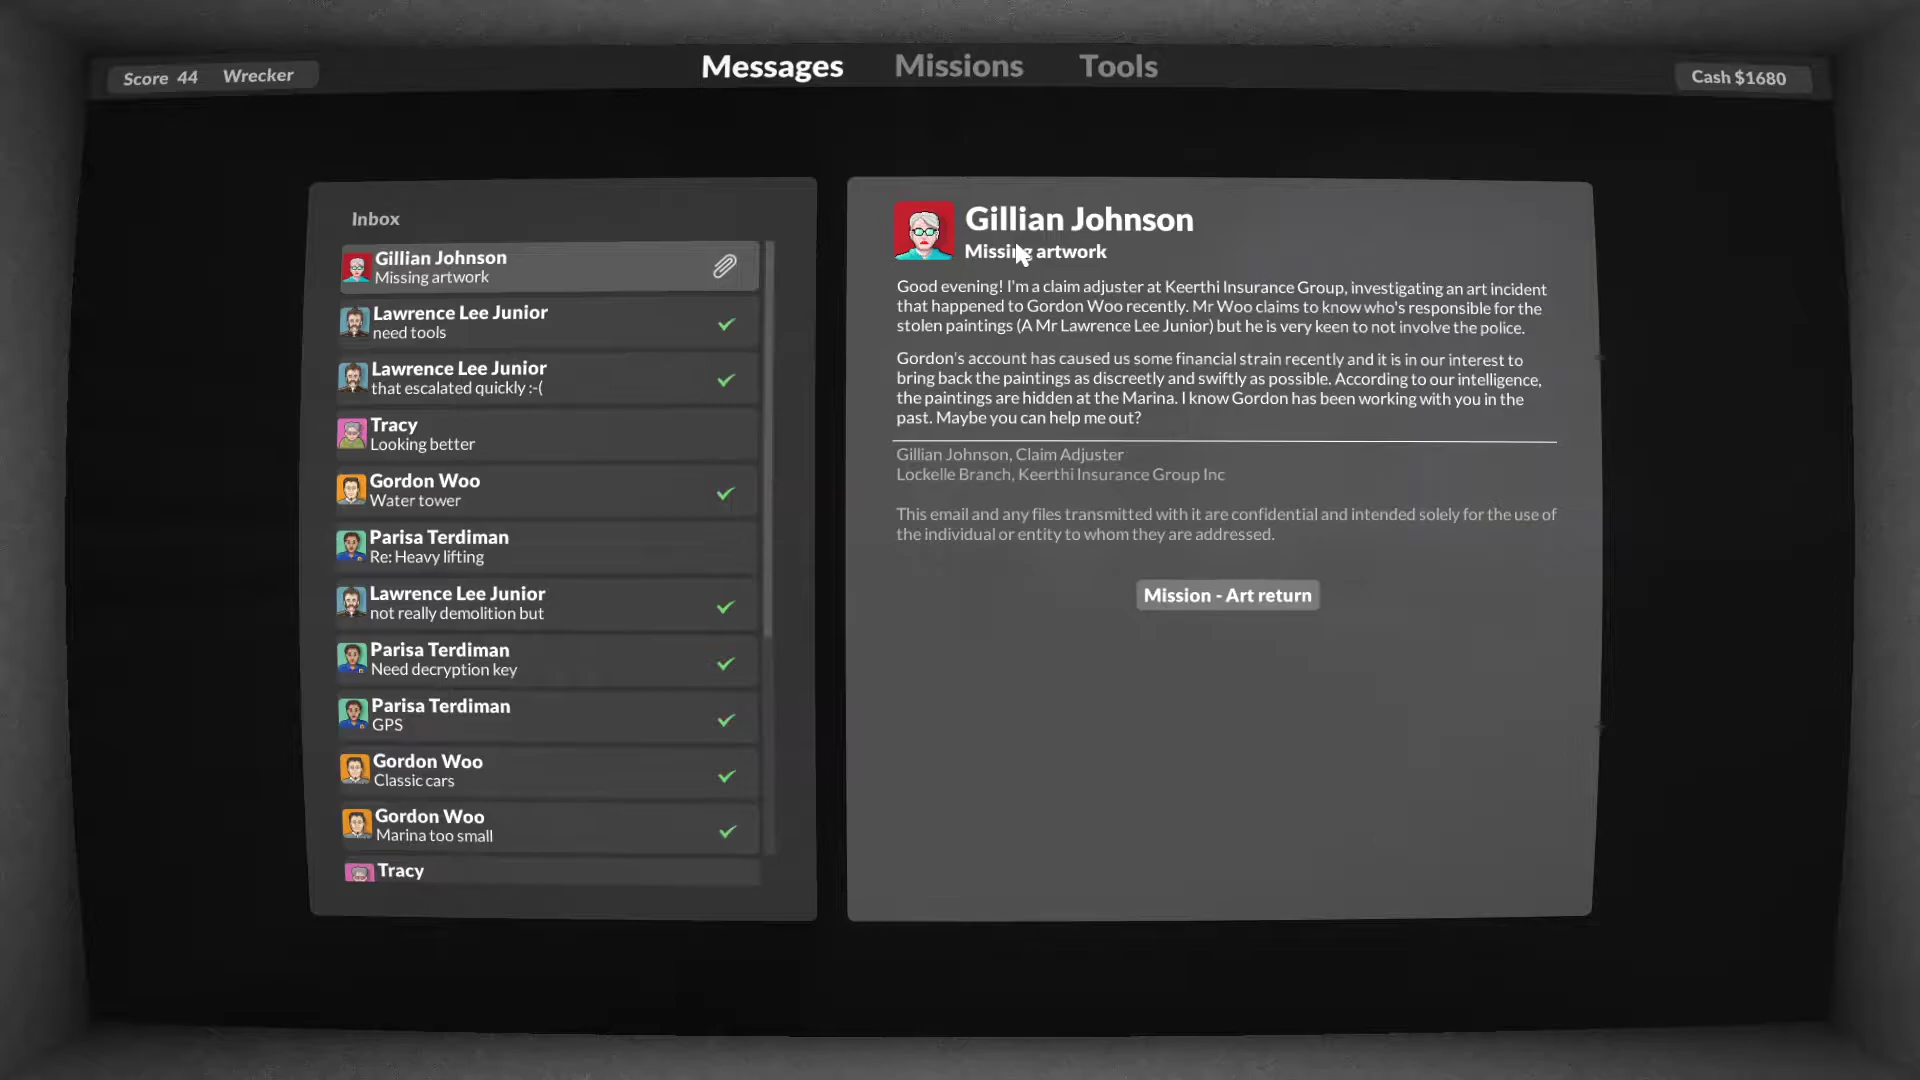 Score 44 Wrecker
Messages Missions Tools
Cash $1680
Inbox
Gillian Johnson
Missing artwork
Lawrence Lee Junior
need tools
Lawrence Lee Junior
that escalated quickly :-(
Tracy
Looking better
Gordon Woo
Water tower
Parisa Terdiman
Re: Heavy lifting
Lawrence Lee Junior
not really demolition but
Parisa Terdiman
Need decryption key
Parisa Terdiman
GPS
Gordon Woo
Classic cars
Gordon Woo
Marina too small
Tracy
Gillian Johnson
Missing artwork
Good evening! I'm a claim adjuster at Keerthi Insurance Group, investigating an art incident
that happened to Gordon Woo recently. Mr Woo claims to know who's responsible for the
stolen paintings (A Mr Lawrence Lee Junior) but he is very keen to not involve the police.
Gordon's account has caused us some financial strain recently and it is in our interest to
bring back the paintings as discreetly and swiftly as possible. According to our intelligence,
the paintings are hidden at the Marina. I know Gordon has been working with you in the
past. Maybe you can help me out?
Gillian Johnson, Claim Adjuster
Lockelle Branch, Keerthi Insurance Group Inc
This email and any files transmitted with it are confidential and intended solely for the use of
the individual or entity to whom they are addressed.
Mission - Art return